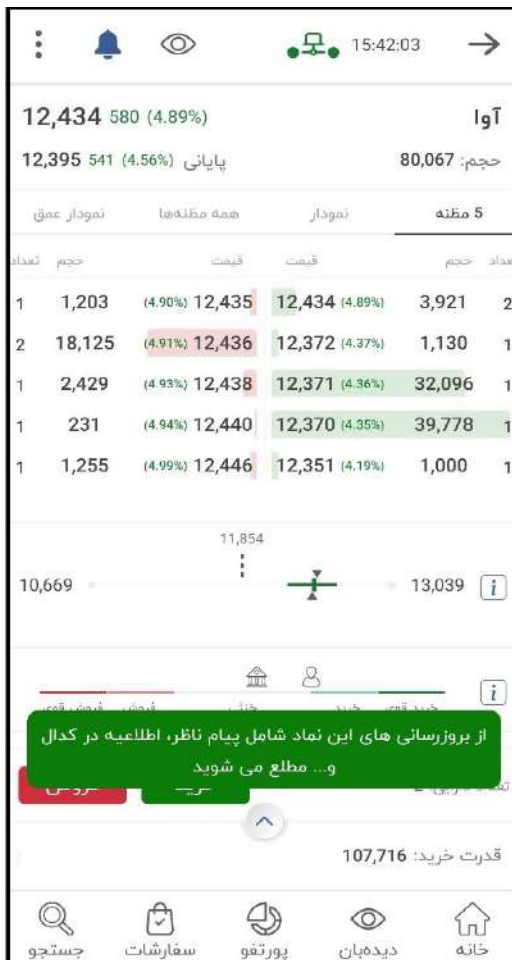 15:42:03
آوا 12,434 580 (4.89%)
حجم: 80,067 پایانی 12,395 541 (4.56%)
5 مظنه نمودار همه مظنه‌ها نمودار عمق
حجم قیمت قیمت حجم تعداد
2 3,921 12,434 (4.89%) 12,435 (4.90%) 1,203 1
1 1,130 12,372 (4.37%) 12,436 (4.91%) 18,125 2
1 32,096 12,371 (4.36%) 12,438 (4.93%) 2,429 1
1 39,778 12,370 (4.35%) 12,440 (4.94%) 231 1
1 1,000 12,351 (4.19%) 12,446 (4.99%) 1,255 1
11,854
10,669 13,039
از بروزرسانی های این نماد شامل پیام ناظر، اطلاعیه در کدال
و... مطلع می شوید
قدرت خرید: 107,716
خانه دیده‌بان پورتفو سفارشات جستجو